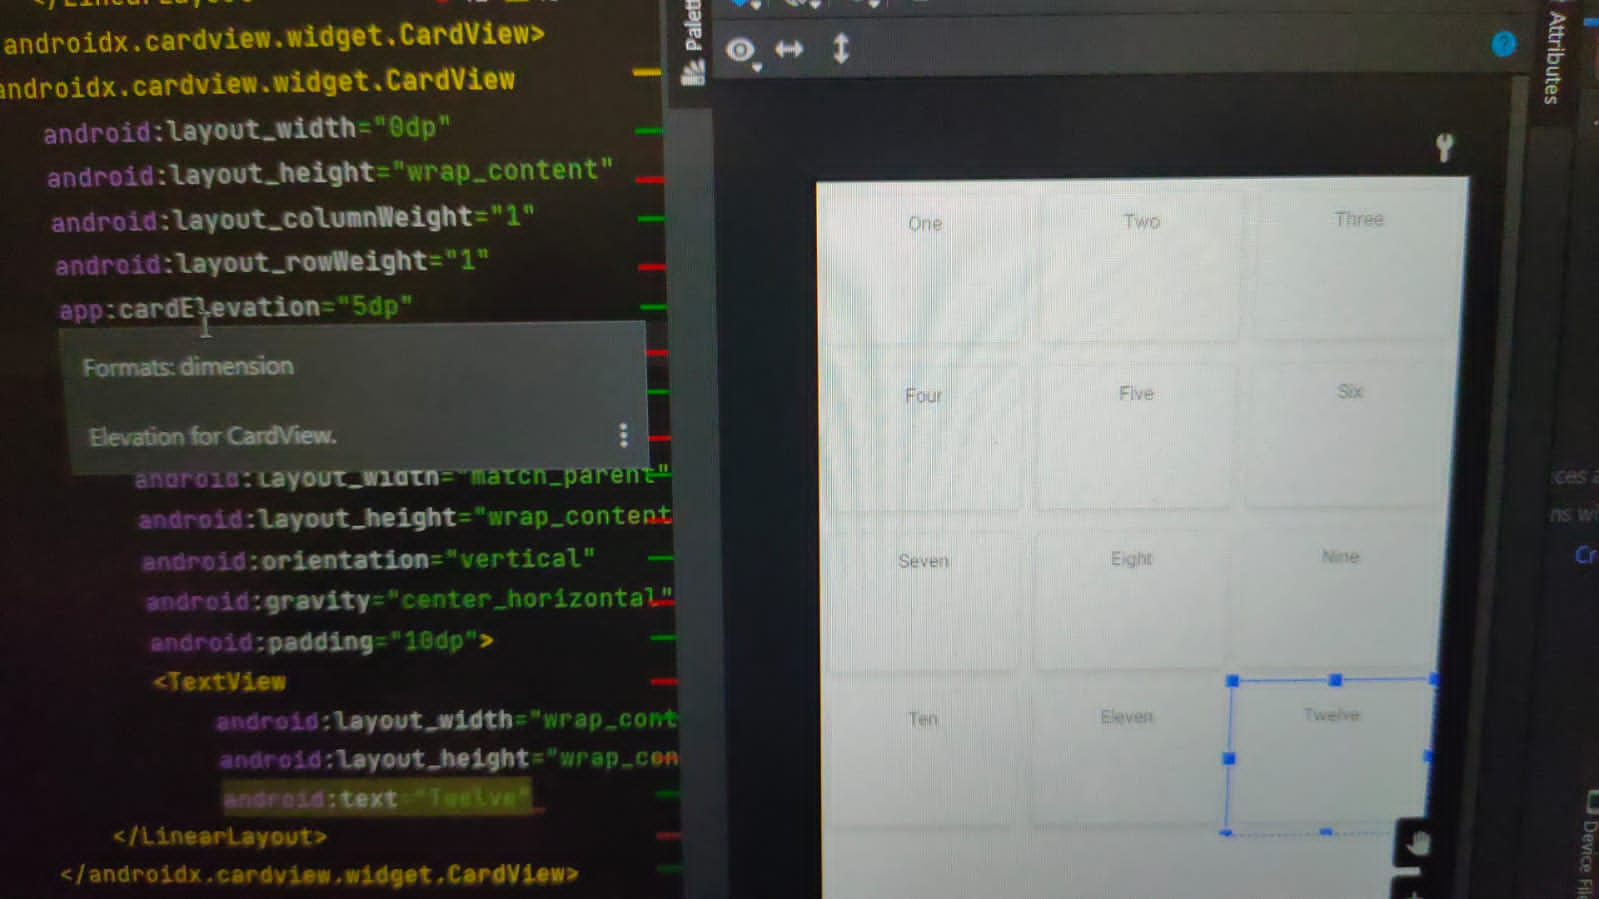 androidx.cardview.widget.CardView>
androidx.cardview.widget.CardView
android:layout_width="0dp"
android:layout_height="wrap_content"
android:layout_columnWeight="1"
android:layout_rowWeight="1"
app:cardElevation="5dp"
Formats: dimension
Elevation for CardView.
android:layout_width="match_parent"
android:layout_height="wrap_content
android:orientation="vertical"
android:gravity="center_horizontal"
android:padding="10dp">
<TextView
android:layout_width="wrap_cont
android:layout_height="wrap_con
android:text="Twelve"
</LinearLayout>
</androidx.cardview.widget.CardView>
Palet
Attributes
One Two Three
Four Five Six
Seven Eight Nine
Ten Eleven Twelve
Cr
Device Fil